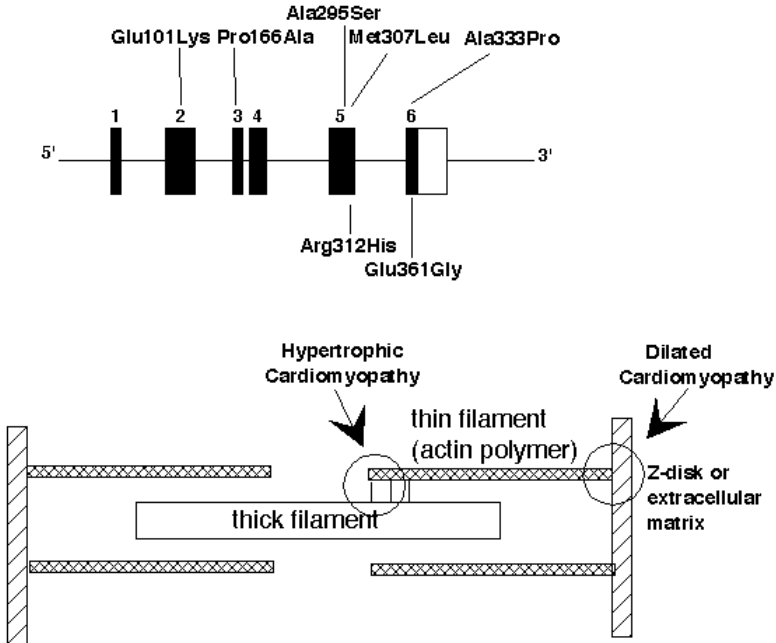 Ala295Ser
Glu101Lys Pro166Ala Met307Leu Ala333Pro
1 2 3 4 5 6
5' 3'
Arg312His
Glu361Gly
Hypertrophic
Cardiomyopathy
Dilated
Cardiomyopathy
thin filament
(actin polymer)
Z-disk or
extracellular
matrix
thick filament